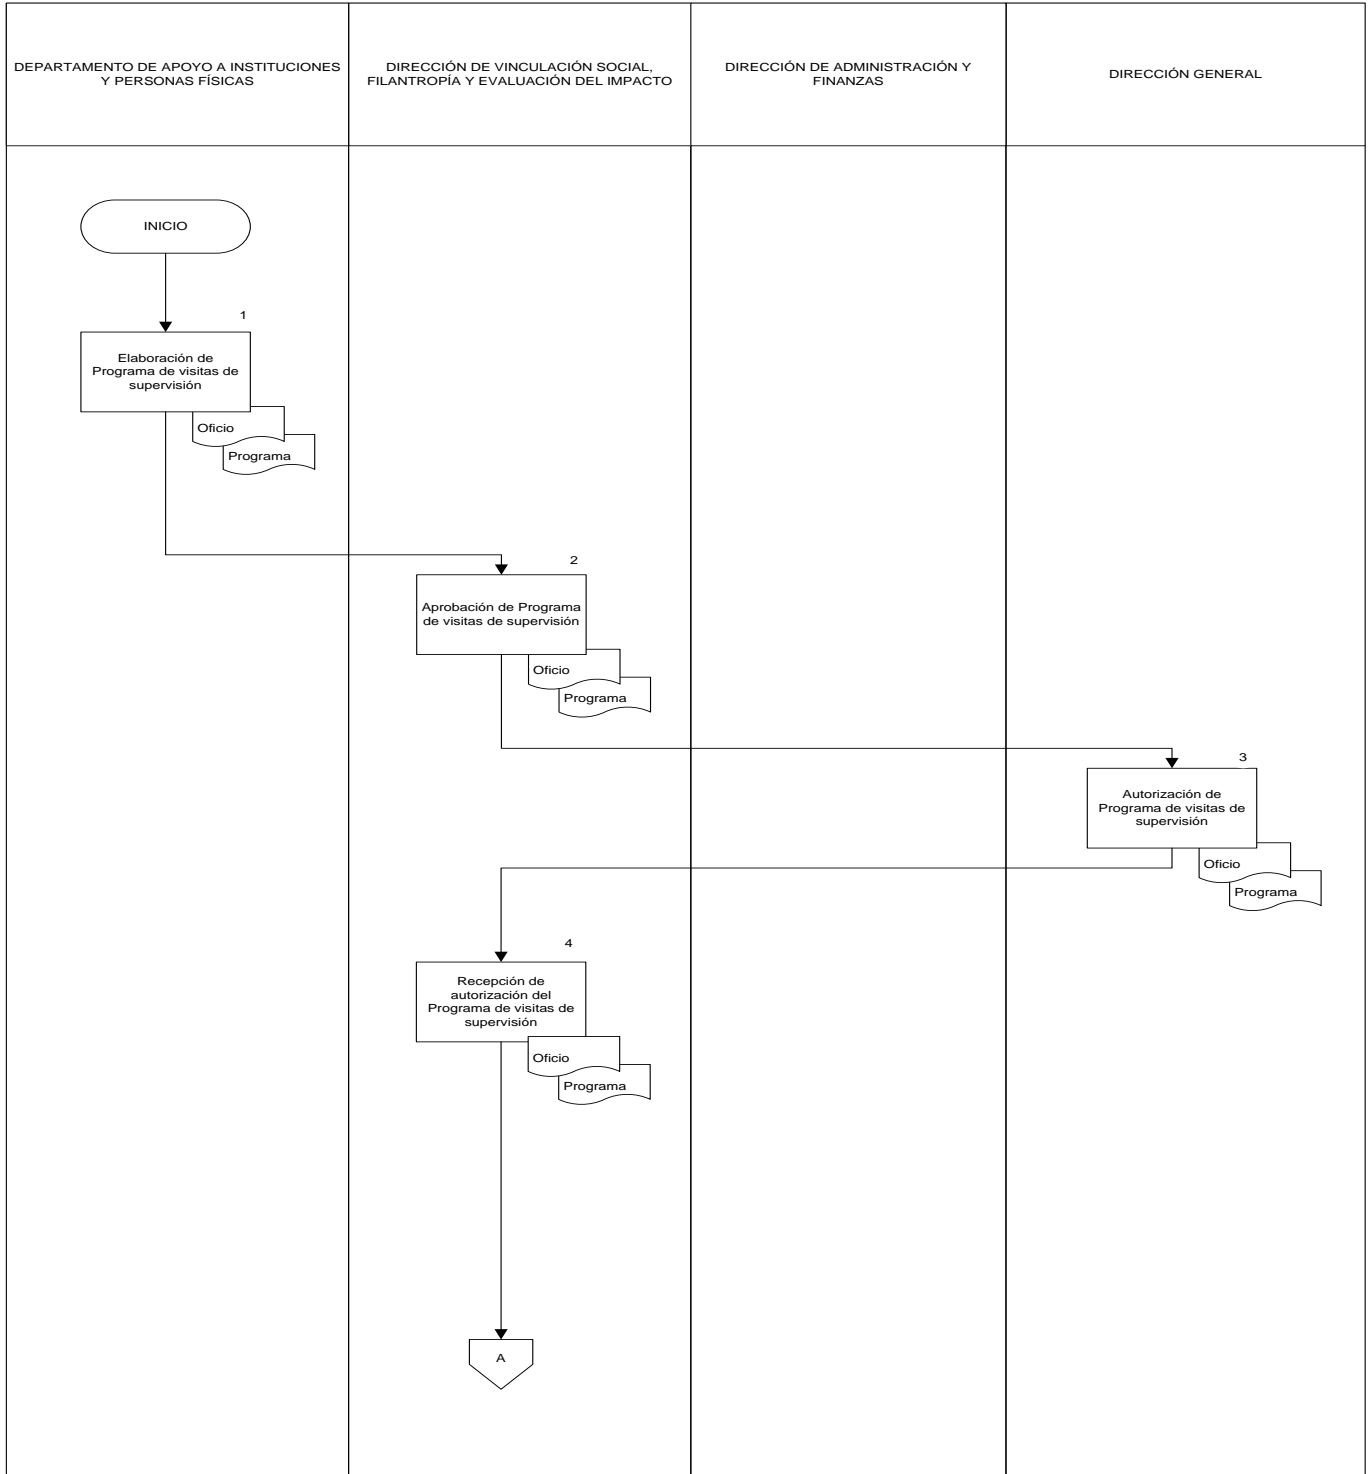 DEPARTAMENTO DE APOYO A INSTITUCIONES
Y PERSONAS FÍSICAS
DIRECCIÓN DE VINCULACIÓN SOCIAL,
FILANTROPÍA Y EVALUACIÓN DEL IMPACTO
DIRECCIÓN DE ADMINISTRACIÓN Y
FINANZAS
DIRECCIÓN GENERAL
INICIO
1
Elaboración de
Programa de visitas de
supervisión
Oficio
Programa
2
Aprobación de Programa
de visitas de supervisión
Oficio
Programa
3
Autorización de
Programa de visitas de
supervisión
Oficio
Programa
4
Recepción de
autorización del
Programa de visitas de
supervisión
Oficio
Programa
A